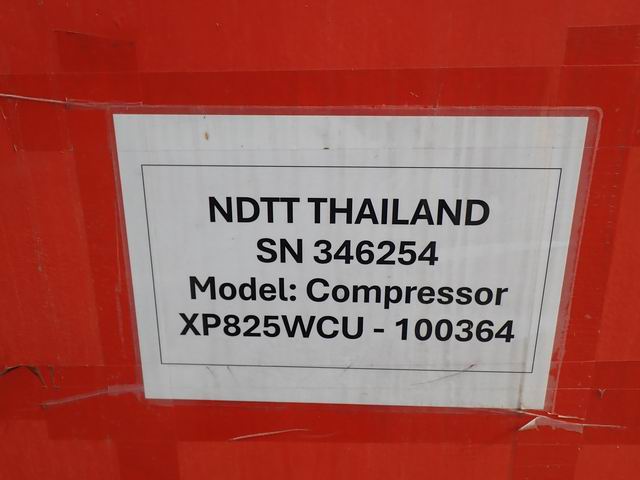 NDTT THAILAND
SN 346254
Model: Compressor
XP825WCU - 100364